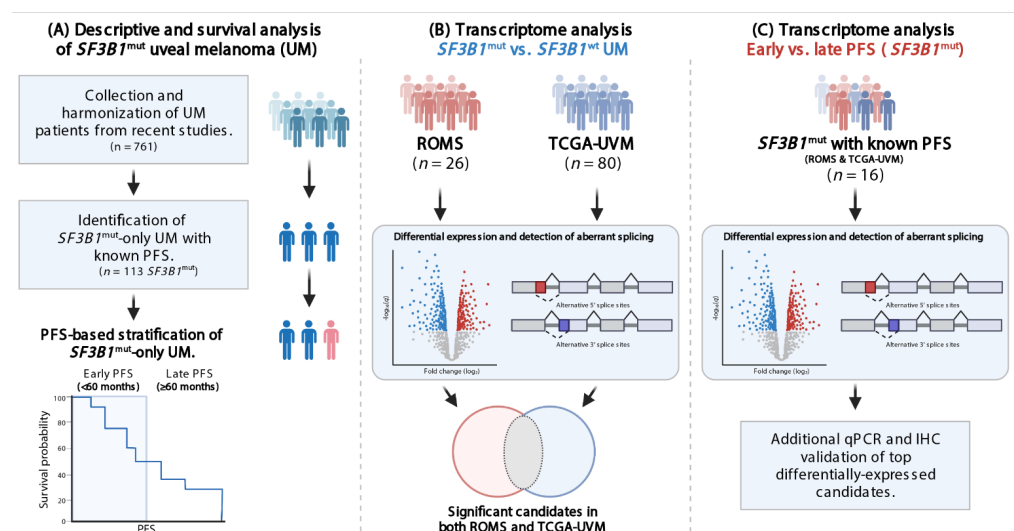 (A) Descriptive and survival analysis
of SF3B1mut uveal melanoma (UM)
Collection and
harmonization of UM
patients from recent studies.
(n = 761)
Identification of
SF3B1mut-only UM with
known PFS.
(n = 113 SF3B1mut)
PFS-based stratification of
SF3B1mut-only UM.
Early PFS
(<60 months)
Late PFS
(≥60 months)
Survival probability
100
80
60
40
20
0
PFS
(B) Transcriptome analysis
SF3B1mut vs. SF3B1wt UM
ROMS
(n = 26)
TCGA-UVM
(n = 80)
Differential expression and detection of aberrant splicing
-log10(q)
Fold change (log2)
Alternative 5' splice sites
Alternative 3' splice sites
Significant candidates in
both ROMS and TCGA-UVM
(C) Transcriptome analysis
Early vs. late PFS ( SF3B1mut)
SF3B1mut with known PFS
(ROMS & TCGA-UVM)
(n = 16)
Differential expression and detection of aberrant splicing
-log10(q)
Fold change (log2)
Alternative 5' splice sites
Alternative 3' splice sites
Additional qPCR and IHC
validation of top
differentially-expressed
candidates.